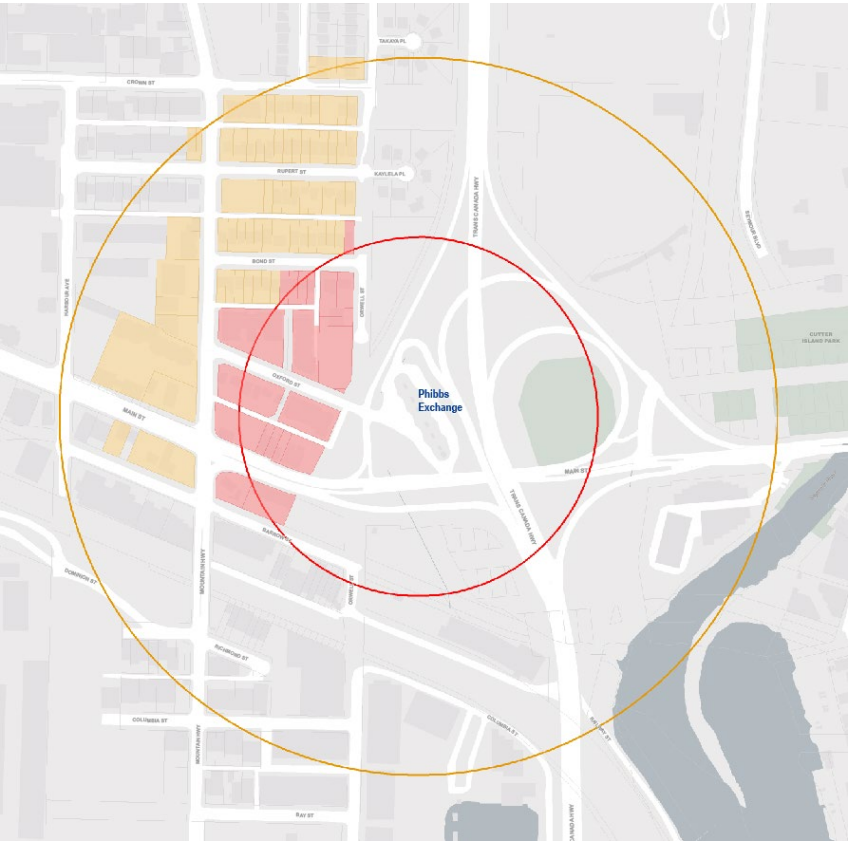 TAKAYA PL
CROWN ST
RUPERT ST
KAYLELA PL
TRANS CANADA HWY
SEYMOUR BLVD
BOND ST
HARBOUR AVE
ORWELL ST
CUTTER
ISLAND PARK
OXFORD ST
Phibbs
Exchange
MAIN ST
MAIN ST
TRANS CANADA HWY
BARROW ST
DOMINION ST
MOUNTAIN HWY
ORWELL ST
RICHMOND ST
COLUMBIA ST
COLUMBIA ST
MOUNTAIN HWY
RAY ST
CANADA HWY